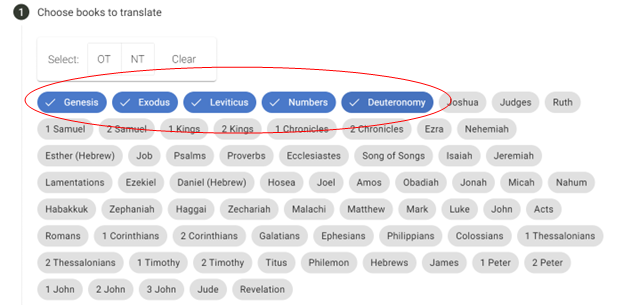 1 Choose books to translate
Select: OT NT Clear
Genesis Exodus Leviticus Numbers Deuteronomy Joshua Judges Ruth
1 Samuel 2 Samuel 1 Kings 2 Kings 1 Chronicles 2 Chronicles Ezra Nehemiah
Esther (Hebrew) Job Psalms Proverbs Ecclesiastes Song of Songs Isaiah Jeremiah
Lamentations Ezekiel Daniel (Hebrew) Hosea Joel Amos Obadiah Jonah Micah Nahum
Habakkuk Zephaniah Haggai Zechariah Malachi Matthew Mark Luke John Acts
Romans 1 Corinthians 2 Corinthians Galatians Ephesians Philippians Colossians 1 Thessalonians
2 Thessalonians 1 Timothy 2 Timothy Titus Philemon Hebrews James 1 Peter 2 Peter
1 John 2 John 3 John Jude Revelation